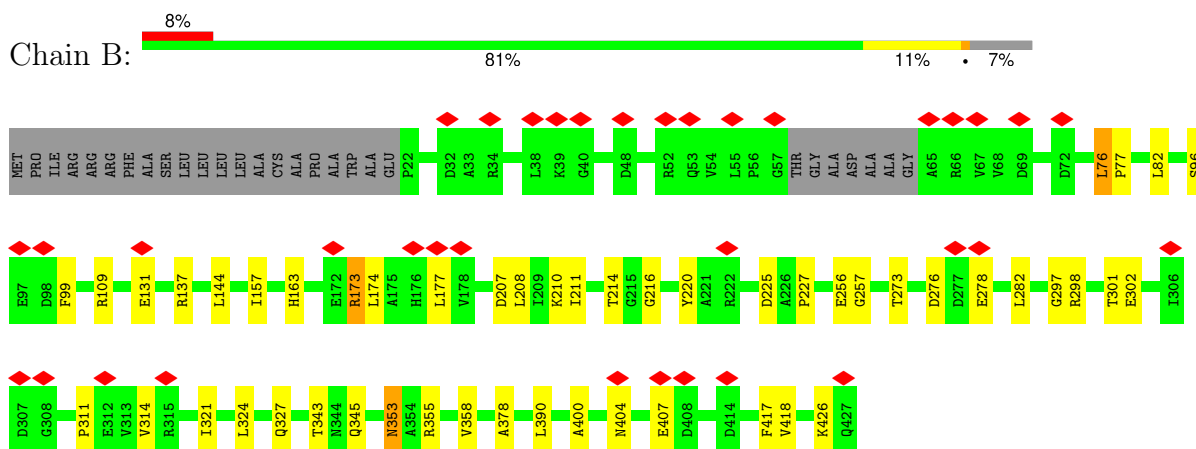 8%
Chain B:
81% 11% • 7%
MET PRO ILE ARG ARG ARG PHE ALA SER LEU LEU LEU LEU ALA CYS ALA PRO ALA TRP ALA GLU P22 D32 A33 R34 L38 K39 G40 D48 R52 Q53 V54 L55 P56 G57 THR GLY ALA ASP ALA ALA GLY A65 R66 V67 V68 D69 D72 L76 P77 L82 S96
E97 D98 F99 R109 E131 R137 L144 I157 H163 E172 R173 L174 A175 H176 L177 V178 D207 L208 I209 K210 I211 T214 G215 G216 Y220 A221 R222 D225 A226 P227 E256 G257 T273 D276 D277 E278 L282 G297 R298 T301 E302 I306
D307 G308 P311 E312 V313 V314 R315 I321 L324 Q327 T343 N344 Q345 N353 A354 R355 V358 A378 L390 A400 N404 E407 D408 D414 F417 V418 K426 Q427